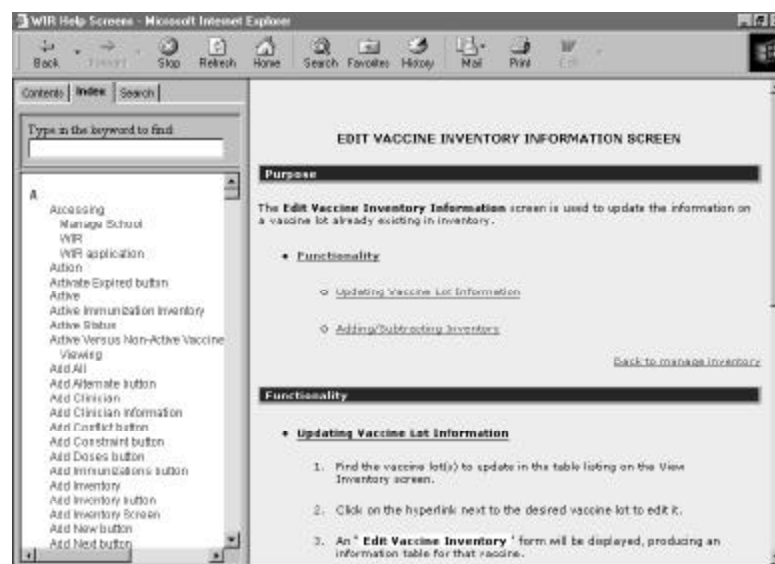 WIR Help Screens - Microsoft Internet Explorer
Back
Forward
Stop
Refresh
Home
Search
Favorites
History
Mail
Print
Edit
Contents
Index
Search
Type in the keyword to find:
A
Accessing
Manage School
WIR
WIR application
Action
Activate Expired button
Active
Active Immunization Inventory
Active Status
Active Versus Non-Active Vaccine
Viewing
Add All
Add Alternate button
Add Clinician
Add Clinician Information
Add Conflict button
Add Constraint button
Add Doses button
Add Immunizations button
Add Inventory
Add Inventory button
Add Inventory Screen
Add New button
Add Next button
EDIT VACCINE INVENTORY INFORMATION SCREEN
Purpose
The Edit Vaccine Inventory Information screen is used to update the information on
a vaccine lot already existing in inventory.
• Functionality
○ Updating Vaccine Lot Information
○ Adding/Subtracting Inventory
Back to manage inventory
Functionality
• Updating Vaccine Lot Information
1. Find the vaccine lot(s) to update in the table listing on the View
Inventory screen.
2. Click on the hyperlink next to the desired vaccine lot to edit it.
3. An " Edit Vaccine Inventory " form will be displayed, producing an
information table for that vaccine.